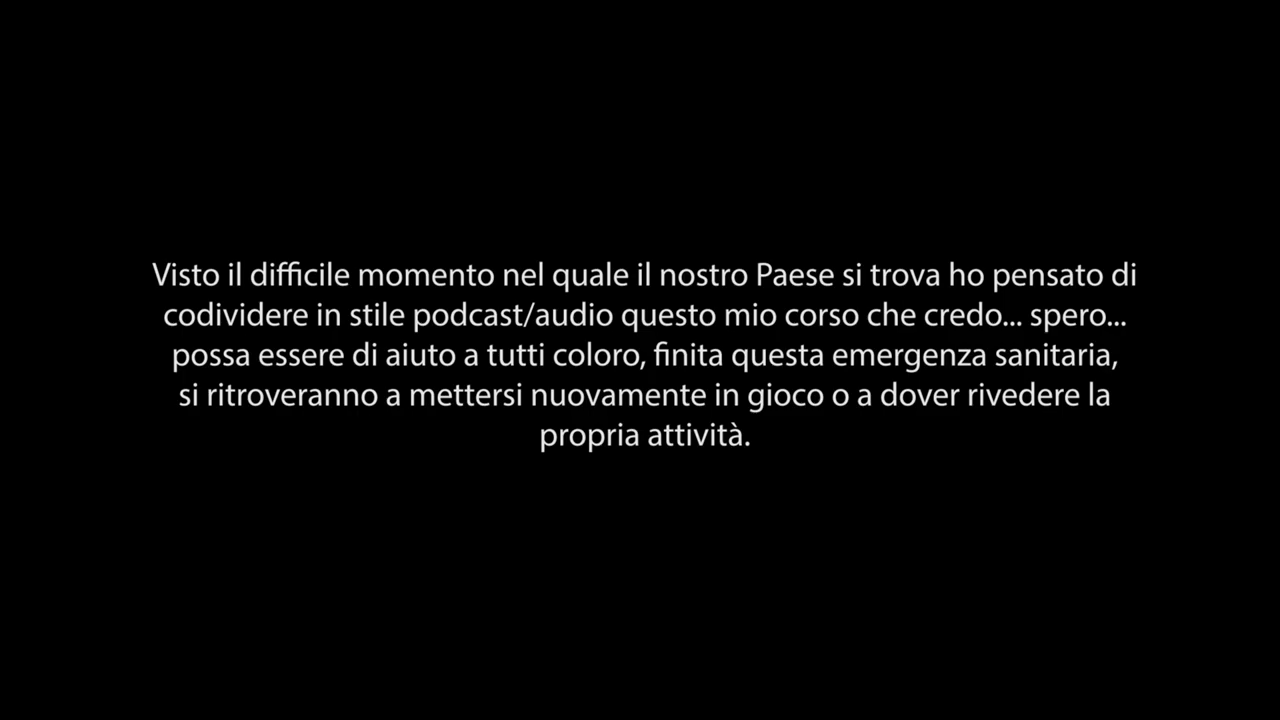 Visto il difficile momento nel quale il nostro Paese si trova ho pensato di
codividere in stile podcast/audio questo mio corso che credo... spero...
possa essere di aiuto a tutti coloro, finita questa emergenza sanitaria,
si ritroveranno a mettersi nuovamente in gioco o a dover rivedere la
propria attività.